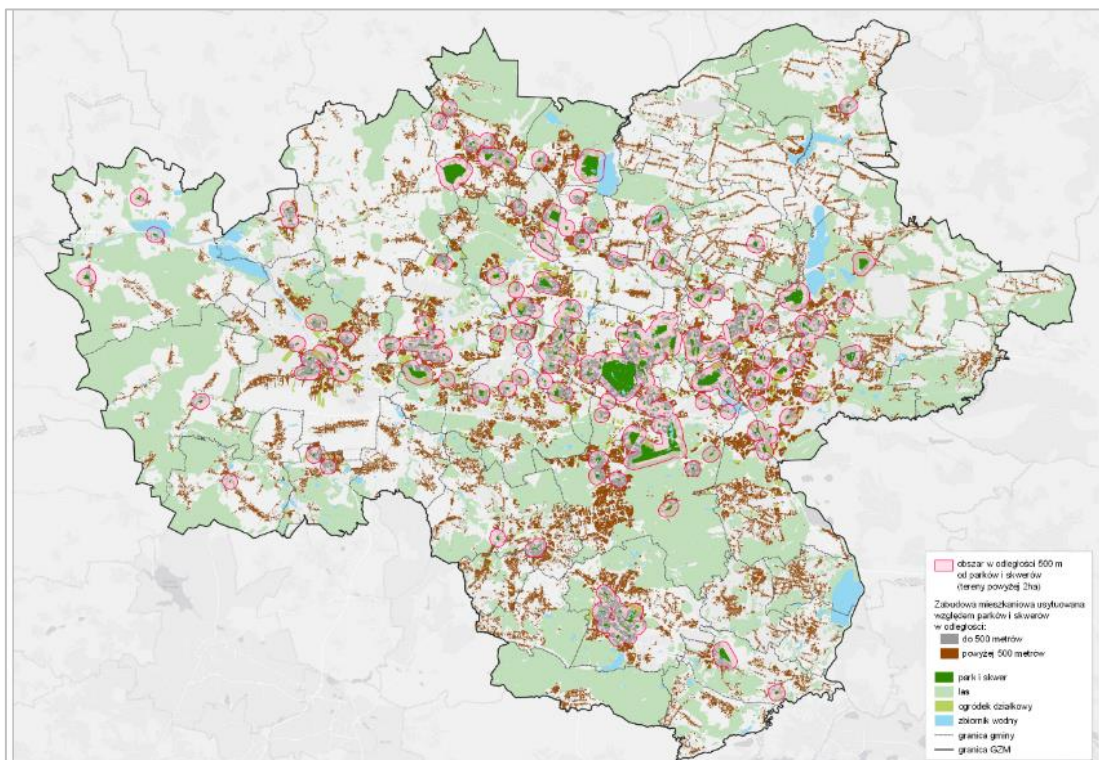 obszar w odległości 500 m
od parków i skwerów
(tereny powyżej 2ha)
Zabudowa mieszkaniowa usytuowana
względem parków i skwerów
w odległości:
do 500 metrów
powyżej 500 metrów
park i skwer
las
ogródek działkowy
zbiornik wodny
granica gminy
granica GZM